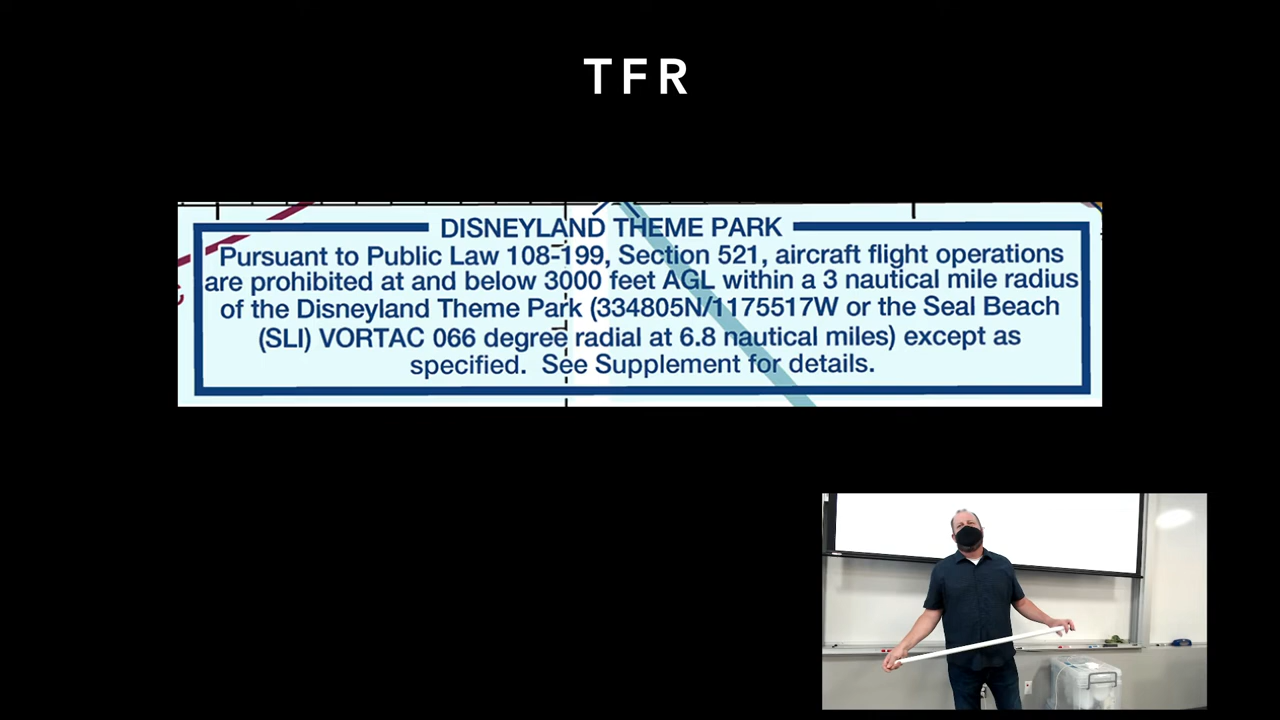 TFR
DISNEYLAND THEME PARK
Pursuant to Public Law 108-199, Section 521, aircraft flight operations
are prohibited at and below 3000 feet AGL within a 3 nautical mile radius
of the Disneyland Theme Park (334805N/1175517W or the Seal Beach
(SLI) VORTAC 066 degree radial at 6.8 nautical miles) except as
specified. See Supplement for details.